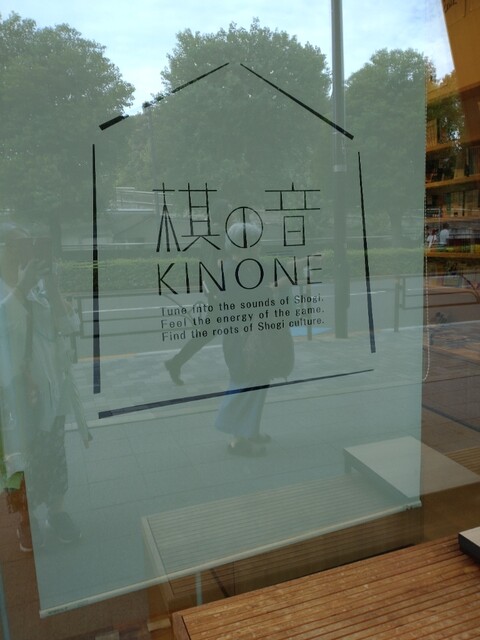 棋の音
KINONE
Tune into the sounds of Shogi.
Feel the energy of the game.
Find the roots of Shogi culture.